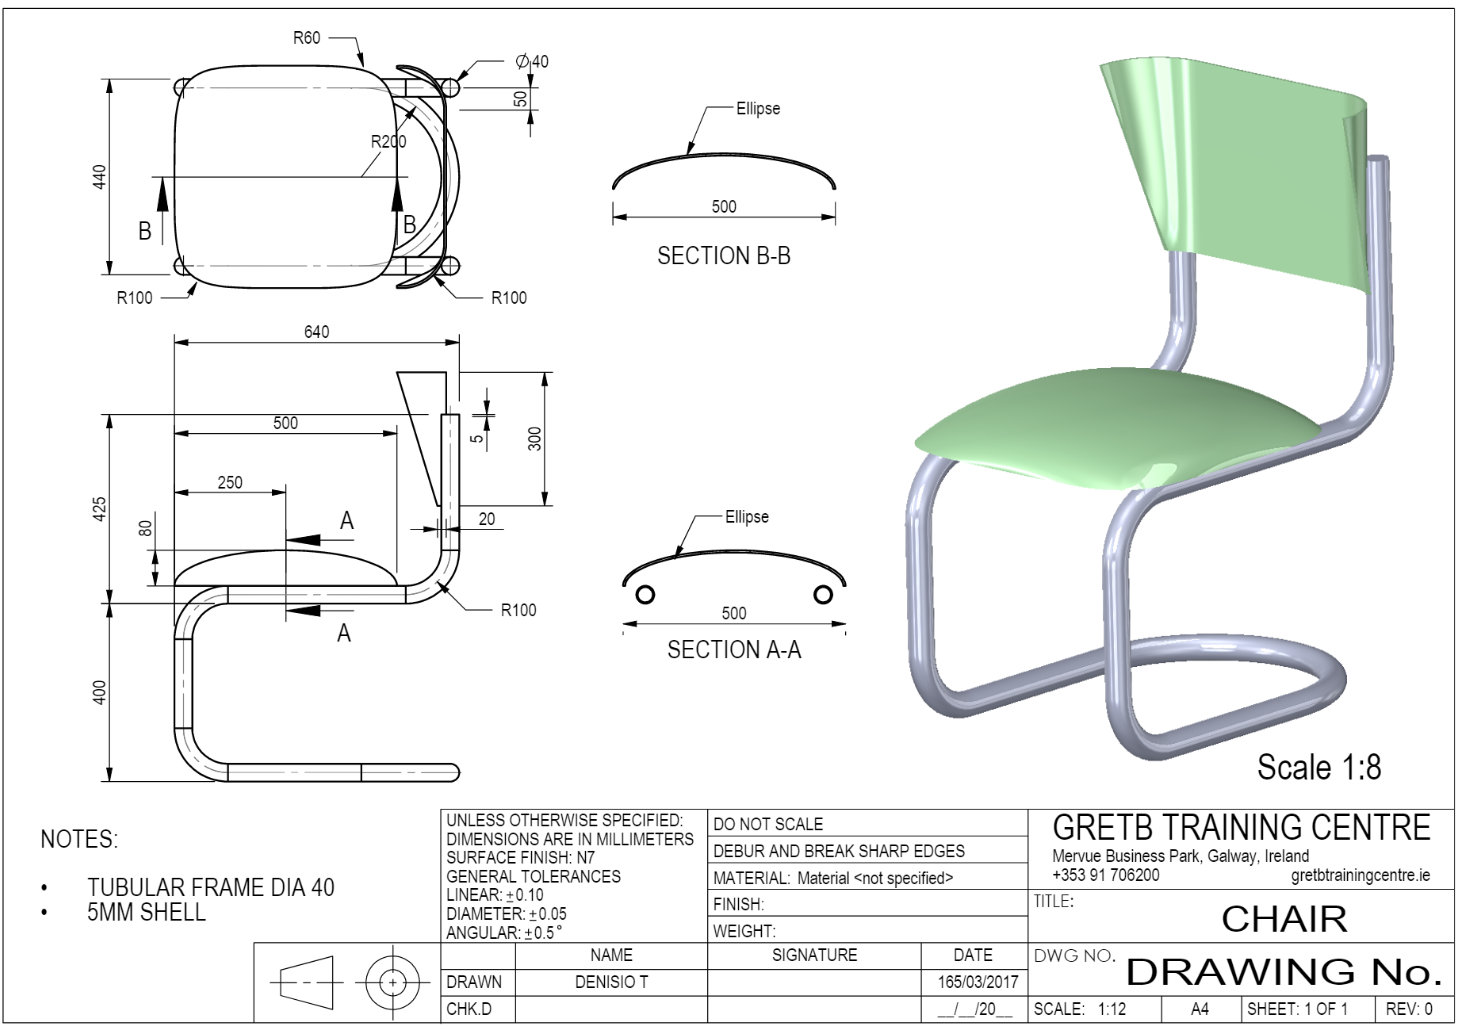 R60
Ø40
50
R200
440
B
B
R100
R100
Ellipse
500
SECTION B-B
640
500
250
300
5
425
80
A
20
R100
A
400
Ellipse
500
SECTION A-A
Scale 1:8
NOTES:
• TUBULAR FRAME DIA 40
• 5MM SHELL
UNLESS OTHERWISE SPECIFIED:
DIMENSIONS ARE IN MILLIMETERS
SURFACE FINISH: N7
GENERAL TOLERANCES
LINEAR: ±0.10
DIAMETER: ±0.05
ANGULAR: ±0.5°
DO NOT SCALE
DEBUR AND BREAK SHARP EDGES
MATERIAL: Material <not specified>
FINISH:
WEIGHT:
GRETB TRAINING CENTRE
Mervue Business Park, Galway, Ireland
+353 91 706200 gretbtrainingcentre.ie
TITLE:
CHAIR
NAME SIGNATURE DATE
DRAWN DENISIO T 165/03/2017
CHK.D __/__/20__
DWG NO.
DRAWING No.
SCALE: 1:12 A4 SHEET: 1 OF 1 REV: 0